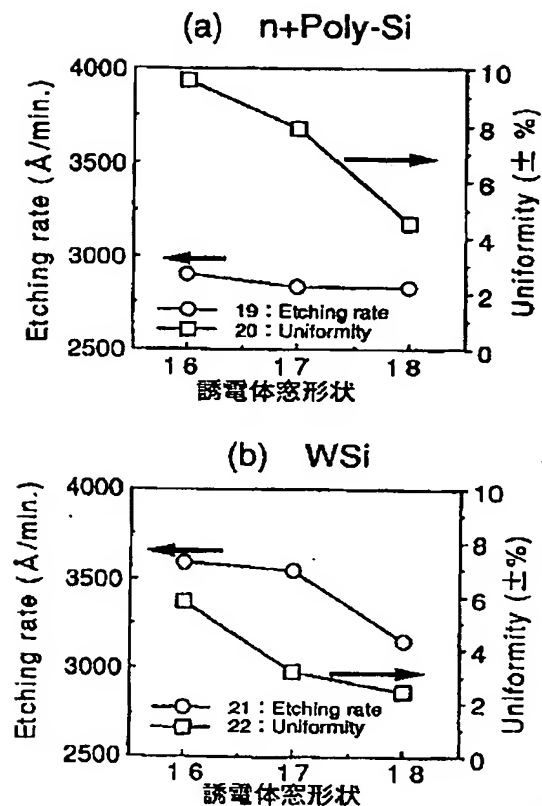 (a) n+Poly-Si
4000
3500
3000
2500
Etching rate (Å/min.)
10
8
6
4
2
0
Uniformity (± %)
19 : Etching rate
20 : Uniformity
16 17 18
誘電体窓形状
(b) WSi
4000
3500
3000
2500
Etching rate (Å/min.)
10
8
6
4
2
0
Uniformity (±%)
21 : Etching rate
22 : Uniformity
16 17 18
誘電体窓形状